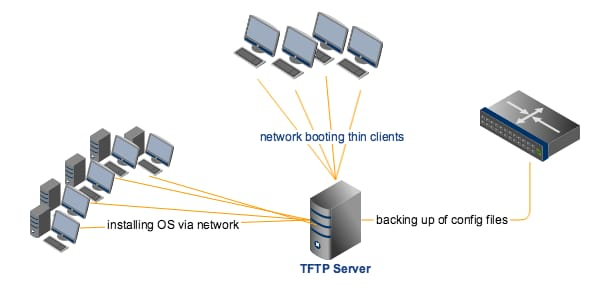 network booting thin clients
installing OS via network
backing up of config files
TFTP Server